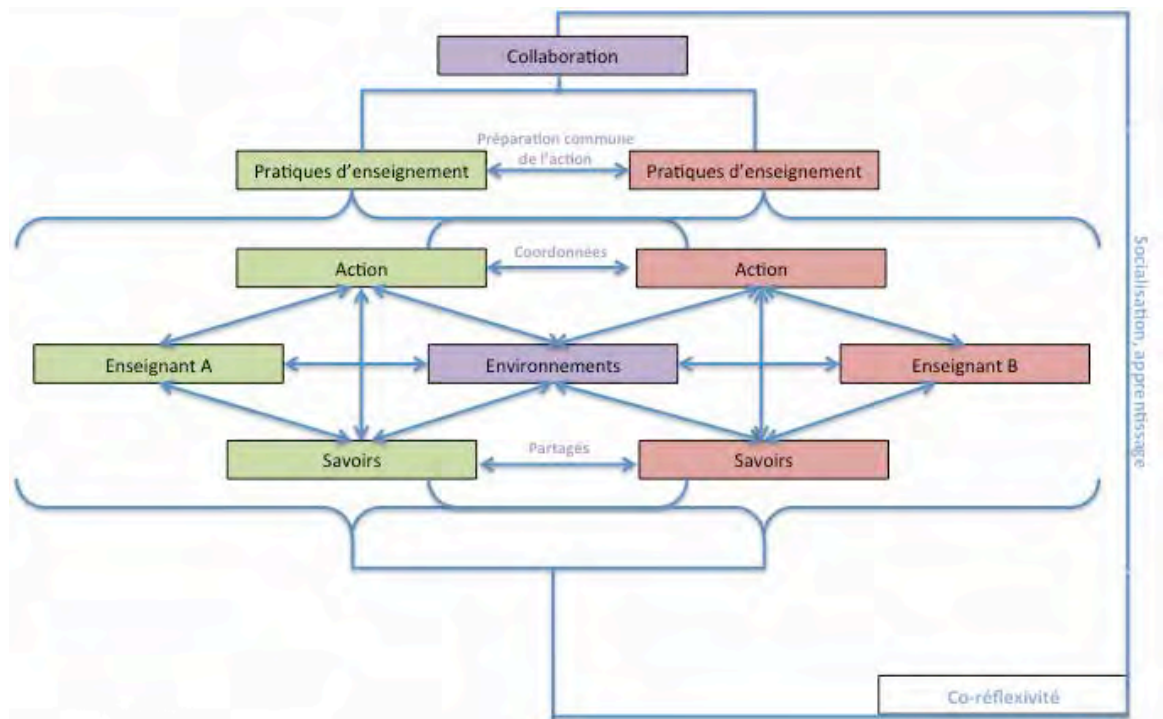 Collaboration
Préparation commune
de l'action
Pratiques d'enseignement
Pratiques d'enseignement
Action
Coordonnées
Action
Enseignant A
Environnements
Enseignant B
Savoirs
Partagés
Savoirs
Socialisation, apprentissage
Co-réflexivité